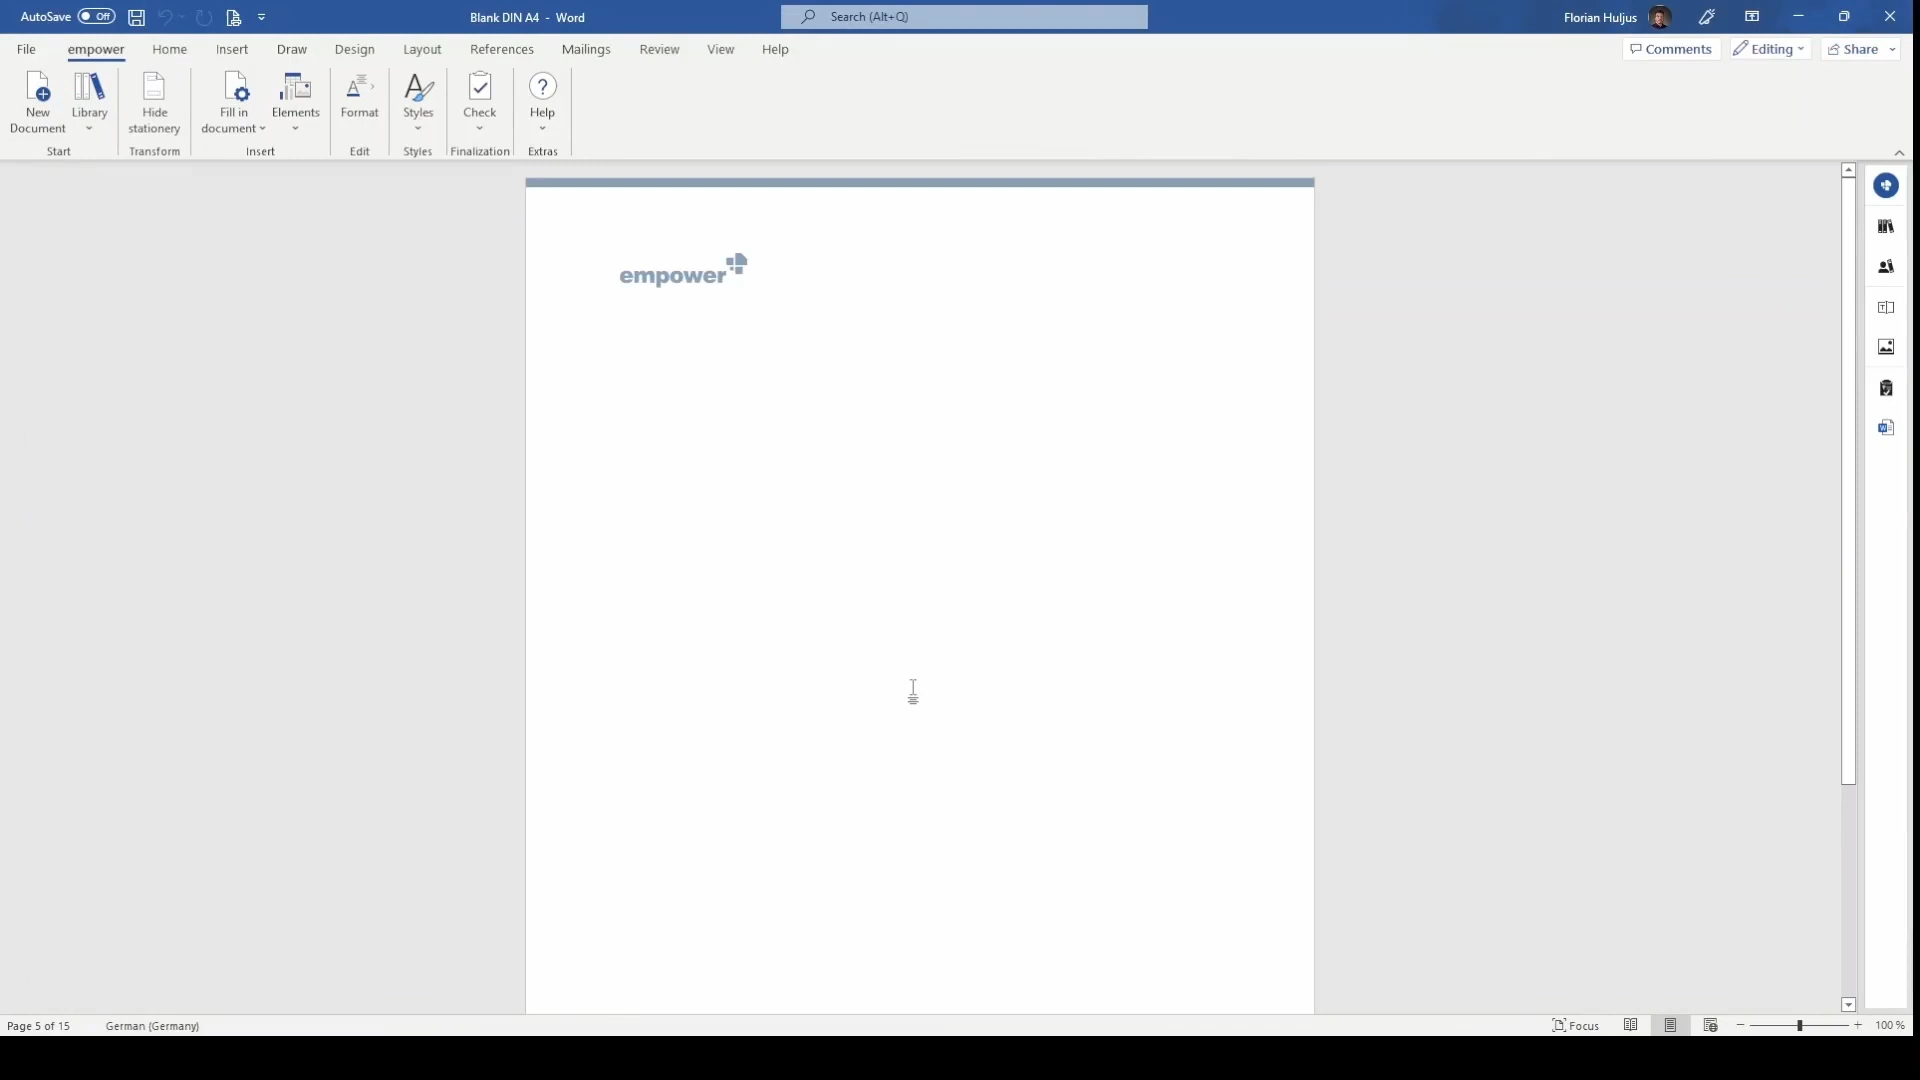 AutoSave Off
Blank DIN A4 - Word
Search (Alt+Q)
Florian Huljus
File empower Home Insert Draw Design Layout References Mailings Review View Help
Comments Editing Share
New Document
Library
Hide stationery
Fill in document
Elements
Format
Styles
Check
Help
Start Transform Insert Edit Styles Finalization Extras
empower
Page 5 of 15 German (Germany)
Focus
100 %